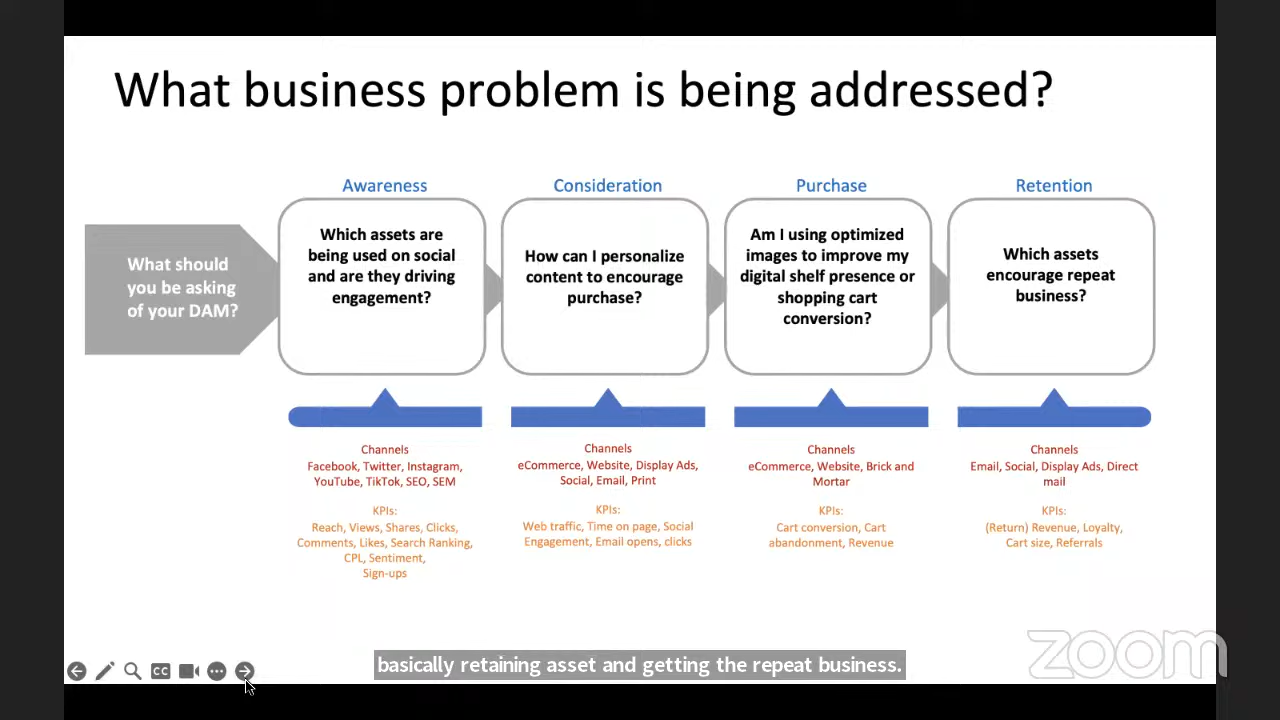 What business problem is being addressed?
What should
you be asking
of your DAM?
Awareness
Which assets are
being used on social
and are they driving
engagement?
Consideration
How can I personalize
content to encourage
purchase?
Purchase
Am I using optimized
images to improve my
digital shelf presence or
shopping cart
conversion?
Retention
Which assets
encourage repeat
business?
Channels
Facebook, Twitter, Instagram,
YouTube, TikTok, SEO, SEM
KPIs:
Reach, Views, Shares, Clicks,
Comments, Likes, Search Ranking,
CPL, Sentiment,
Sign-ups
Channels
eCommerce, Website, Display Ads,
Social, Email, Print
KPIs:
Web traffic, Time on page, Social
Engagement, Email opens, clicks
Channels
eCommerce, Website, Brick and
Mortar
KPIs:
Cart conversion, Cart
abandonment, Revenue
Channels
Email, Social, Display Ads, Direct
mail
KPIs:
(Return) Revenue, Loyalty,
Cart size, Referrals
CC
basically retaining asset and getting the repeat business.
zoom